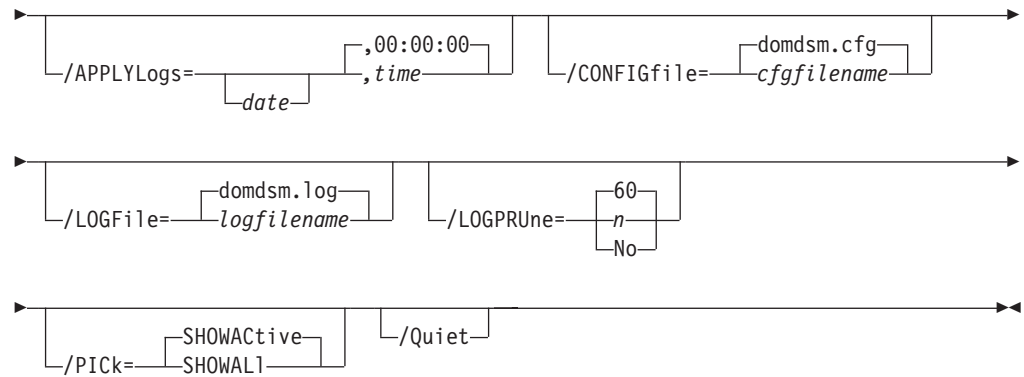 ,00:00:00 domdsm.cfg
/APPLYLogs= ,time /CONFIGfile= cfgfilename
date
domdsm.log 60
/LOGFile= logfilename /LOGPRUne= n
No
SHOWACtive /Quiet
/PICk= SHOWALl